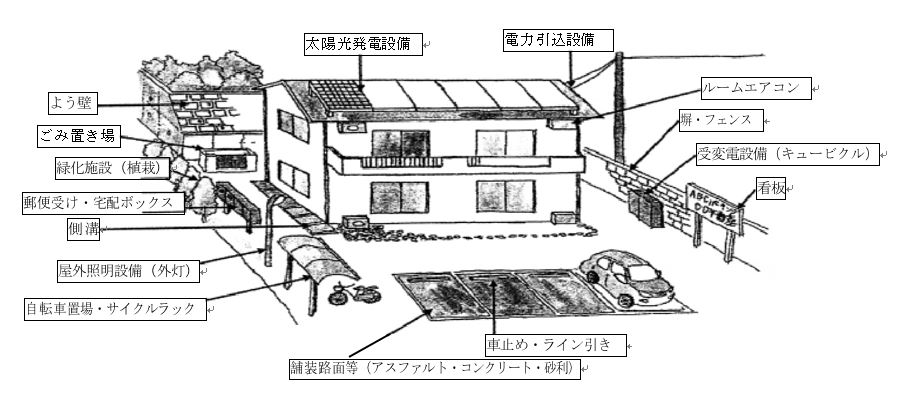 太陽光発電設備
電力引込設備
ルームエアコン
よう壁
塀・フェンス
ごみ置き場
受変電設備(キュービクル)
緑化施設(植栽)
看板
郵便受け・宅配ボックス
側溝
屋外照明設備(外灯)
自転車置場・サイクルラック
車止め・ライン引き
舗装路面等(アスファルト・コンクリート・砂利)